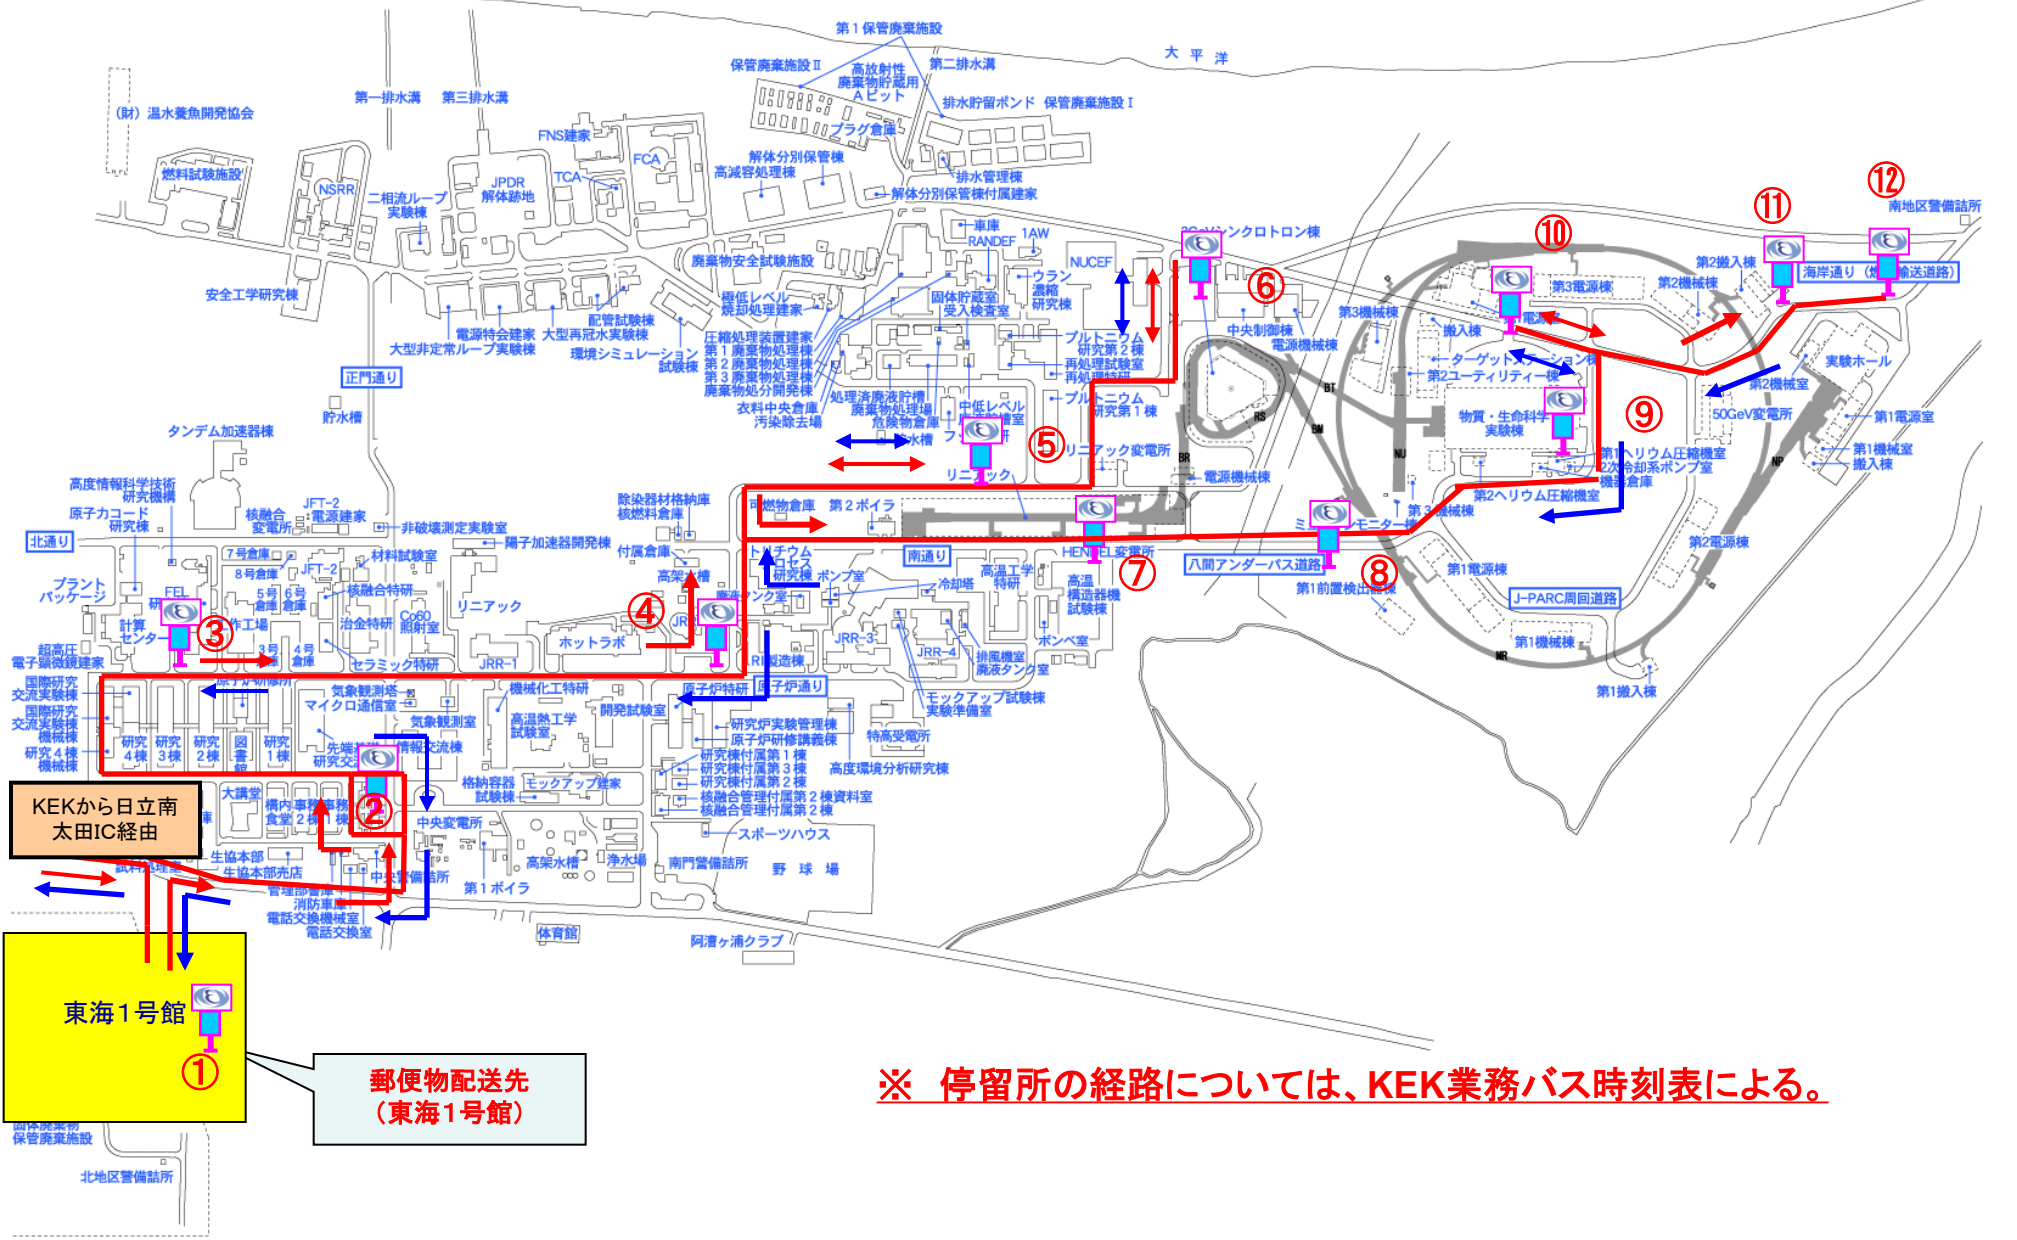 第１保管廃棄施設
大 平 洋
保管廃棄施設Ⅱ
高放射性
廃棄物貯蔵用
Ａピット
第二排水溝
第一排水溝
第三排水溝
排水貯留ポンド
保管廃棄施設Ⅰ
（財）温水養魚開発協会
プラグ倉庫
FNS建家
FCA
TCA
解体分別保管棟
高減容処理棟
排水管理棟
解体分別保管棟付属建家
燃料試験施設
NSRR
二相流ループ
実験棟
JPDR
解体跡地
⑫
⑪
⑩
南地区警備詰所
車庫
RANDEF
1AW
NUCEF
シンクロトロン棟
廃棄物安全試験施設
ウラン
濃縮
研究棟
⑥
第２搬入棟
第２機械棟
第３電源棟
海岸通り
輸送道路）
安全工学研究棟
極低レベル
焼却処理建家
固体貯蔵室
受入検査室
電源特会建家
大型非定常ループ実験棟
配管試験棟
大型再冠水実験棟
環境シミュレーション
試験棟
圧縮処理装置建家
第１廃棄物処理棟
第２廃棄物処理棟
第３廃棄物処理棟
廃棄物処分開発棟
プルトニウム
研究第２棟
再処理試験室
再処理特研
プルトニウム
研究第１棟
中央制御棟
電源機械棟
第３機械棟
搬入棟
第２ユーティリティー棟
実験ホール
第２機械室
正門通り
貯水槽
衣料中央倉庫
汚染除去場
処理済廃液貯槽
廃棄物処理場
危険物倉庫
中低レベル
BT
RS
BM
BR
NU
NP
MR
物質・生命科学
実験棟
⑨
50GeV変電所
第１電源室
第１機械室
搬入棟
タンデム加速器棟
⑤
リニアック変電所
リニアック
電源機械棟
第１ヘリウム圧縮機室
２次冷却系ポンプ室
機器倉庫
第２ヘリウム圧縮機室
高度情報科学技術
研究機構
原子力コード
研究棟
JFT-2
電源建家
核融合
変電所
非破壊測定実験室
除染器材格納庫
核燃料倉庫
可燃物倉庫
第２ボイラ
第２電源棟
北通り
陽子加速器開発棟
付属倉庫
南通り
HENDEL変電所
八間アンダーパス道路
⑦
⑧
第１電源棟
J-PARC周回道路
７号倉庫
８号倉庫
JFT-2
材料試験室
核融合特研
プラント
パッケージ
FEL
５号
倉庫
６号
倉庫
計算
センター
③
④
冶金特研
Co60
照射室
リニアック
ホットラボ
ポンプ室
冷却塔
高温工学
特研
高温
構造器機
試験棟
ボンベ室
超高圧
電子顕微鏡建家
４号
倉庫
セラミック特研
JRR-1
JRR-3
JRR-4
排風機室
廃液タンク室
第１機械棟
第１搬入棟
国際研究
交流実験棟
国際研究
交流実験棟
機械棟
研究４棟
機械棟
気象観測塔
マイクロ通信室
気象観測室
機械化工特研
開発試験室
原子炉特研
原子炉通り
モックアップ試験棟
実験準備室
研究
４棟
研究
３棟
研究
２棟
図
書
館
研究
１棟
情報交流棟
高温熱工学
試験室
研究炉実験管理棟
原子炉研修講義棟
特高受電所
高度環境分析研究棟
研究棟付属第１棟
研究棟付属第３棟
研究棟付属第２棟
核融合管理付属第２棟資料室
核融合管理付属第２棟
格納容器
試験棟
モックアップ建家
KEKから日立南
太田IC経由
大講堂
構内
食堂
②
中央変電所
スポーツハウス
高架水槽
浄水場
南門警備詰所
野 球 場
生協本部
生協本部売店
第１ボイラ
消防車庫
電話交換機械室
電話交換室
体育館
阿漕ヶ浦クラブ
東海１号館
①
郵便物配送先
（東海１号館）
※　停留所の経路については、KEK業務バス時刻表による。
保管廃棄施設
北地区警備詰所